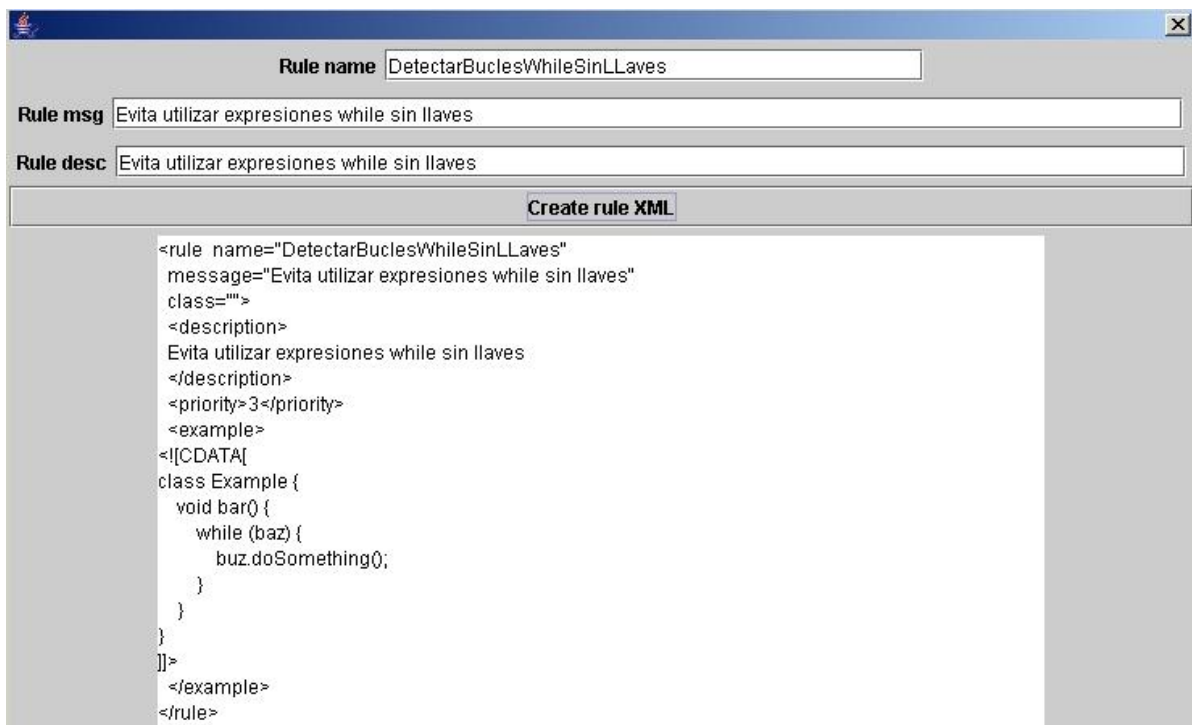 Rule name DetectarBuclesWhileSinLLaves
Rule msg Evita utilizar expresiones while sin llaves
Rule desc Evita utilizar expresiones while sin llaves
Create rule XML
<rule  name="DetectarBuclesWhileSinLLaves"
  message="Evita utilizar expresiones while sin llaves"
  class="">
  <description>
  Evita utilizar expresiones while sin llaves
  </description>
  <priority>3</priority>
  <example>
<![CDATA[
class Example {
   void bar() {
      while (baz) {
         buz.doSomething();
      }
   }
}
]]>
  </example>
</rule>